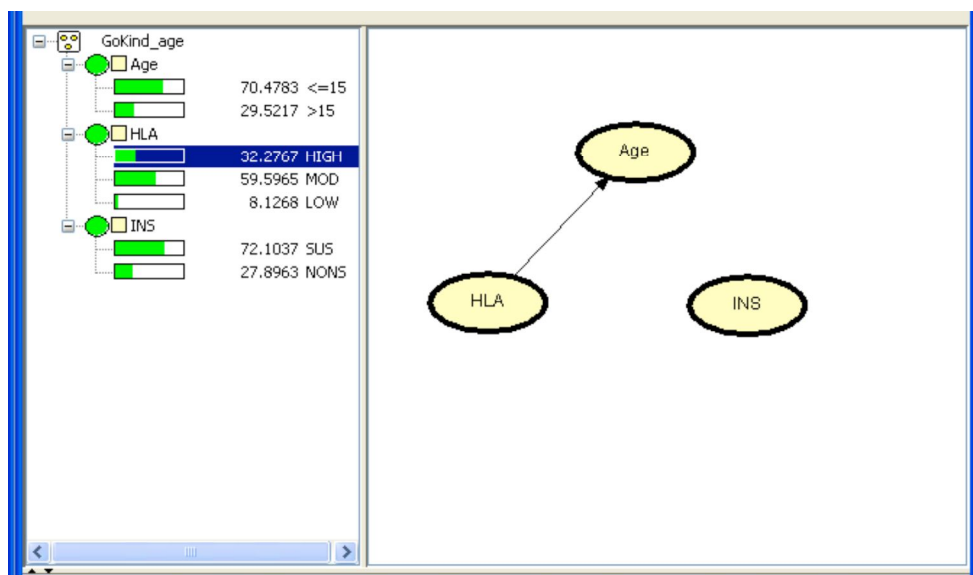 GoKind_age
Age
70.4783 <=15
29.5217 >15
HLA
32.2767 HIGH
59.5965 MOD
8.1268 LOW
INS
72.1037 SUS
27.8963 NONS
Age
HLA
INS